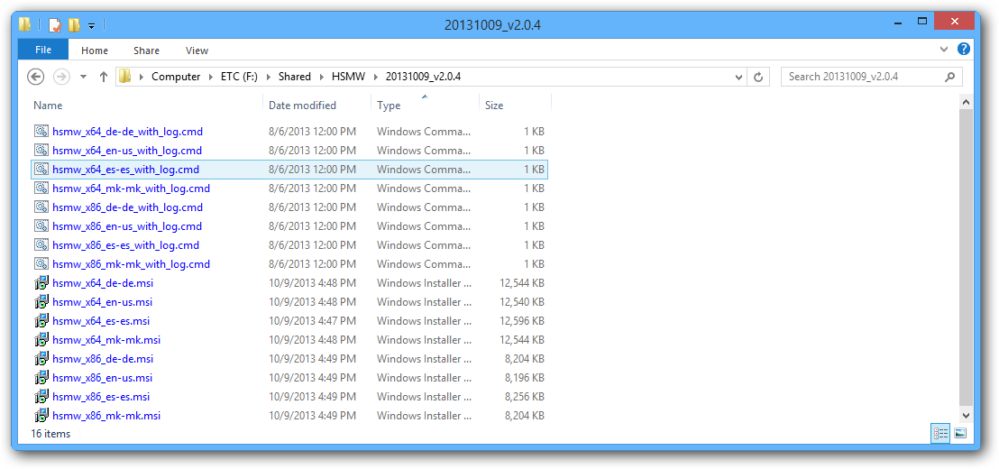 20131009_v2.0.4
File Home Share View
Computer ETC (F:) Shared HSMW 20131009_v2.0.4 Search 20131009_v2.0.4
Name Date modified Type Size
hsmw_x64_de-de_with_log.cmd 8/6/2013 12:00 PM Windows Comma... 1 KB
hsmw_x64_en-us_with_log.cmd 8/6/2013 12:00 PM Windows Comma... 1 KB
hsmw_x64_es-es_with_log.cmd 8/6/2013 12:00 PM Windows Comma... 1 KB
hsmw_x64_mk-mk_with_log.cmd 8/6/2013 12:00 PM Windows Comma... 1 KB
hsmw_x86_de-de_with_log.cmd 8/6/2013 12:00 PM Windows Comma... 1 KB
hsmw_x86_en-us_with_log.cmd 8/6/2013 12:00 PM Windows Comma... 1 KB
hsmw_x86_es-es_with_log.cmd 8/6/2013 12:00 PM Windows Comma... 1 KB
hsmw_x86_mk-mk_with_log.cmd 8/6/2013 12:00 PM Windows Comma... 1 KB
hsmw_x64_de-de.msi 10/9/2013 4:48 PM Windows Installer ... 12,544 KB
hsmw_x64_en-us.msi 10/9/2013 4:48 PM Windows Installer ... 12,540 KB
hsmw_x64_es-es.msi 10/9/2013 4:47 PM Windows Installer ... 12,596 KB
hsmw_x64_mk-mk.msi 10/9/2013 4:48 PM Windows Installer ... 12,544 KB
hsmw_x86_de-de.msi 10/9/2013 4:49 PM Windows Installer ... 8,204 KB
hsmw_x86_en-us.msi 10/9/2013 4:49 PM Windows Installer ... 8,196 KB
hsmw_x86_es-es.msi 10/9/2013 4:49 PM Windows Installer ... 8,256 KB
hsmw_x86_mk-mk.msi 10/9/2013 4:49 PM Windows Installer ... 8,204 KB
16 items